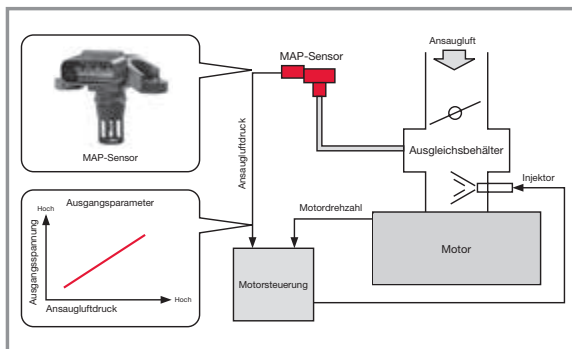 MAP-Sensor
MAP-Sensor
Ansaugluft
Ausgleichsbehälter
Injektor
Ansaugluftdruck
Motordrehzahl
Motor
Motorsteuerung
Hoch
Ausgangsparameter
Ausgangsspannung
Hoch
Ansaugluftdruck